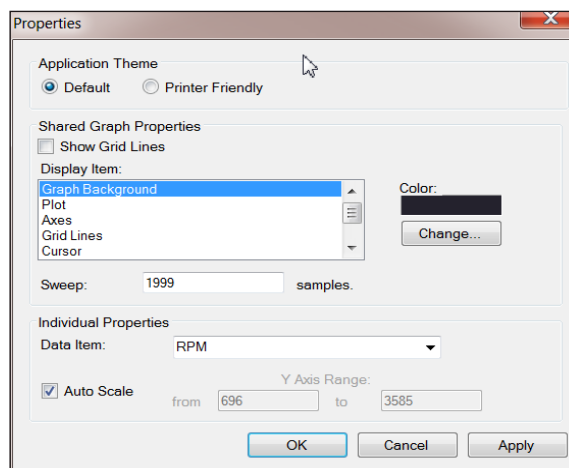 Properties
Application Theme
Default
Printer Friendly
Shared Graph Properties
Show Grid Lines
Display Item:
Graph Background
Plot
Axes
Grid Lines
Cursor
Color:
Change...
Sweep:
1999
samples.
Individual Properties
Data Item:
RPM
Auto Scale
Y Axis Range:
from
696
to
3585
OK
Cancel
Apply